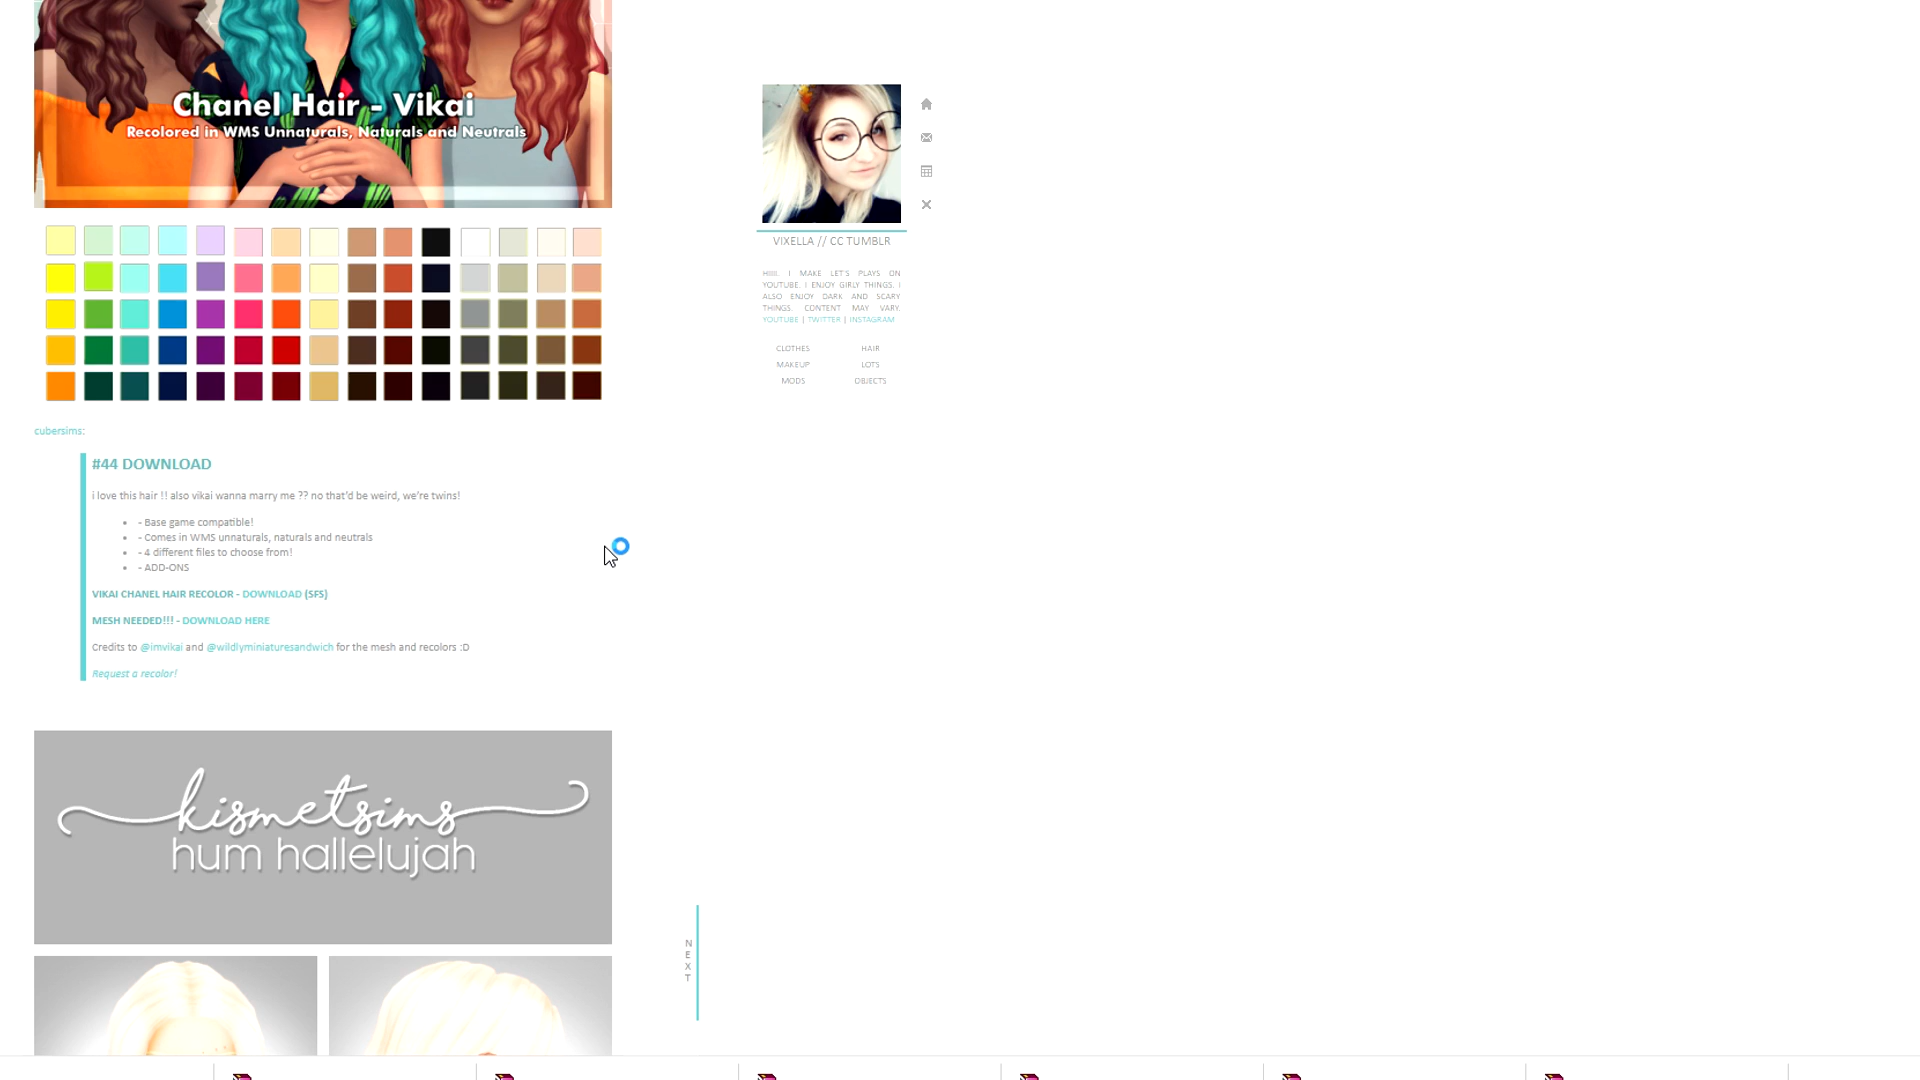 Chanel Hair - Vikai
Recolored in WMS Unnaturals, Naturals and Neutrals
cubersims:
#44 DOWNLOAD
i love this hair !! also vikai wanna marry me ?? no that'd be weird, we're twins!
- Base game compatible!
- Comes in WMS unnaturals, naturals and neutrals
- 4 different files to choose from!
- ADD-ONS
VIKAI CHANEL HAIR RECOLOR - DOWNLOAD (SFS)
MESH NEEDED!!! - DOWNLOAD HERE
Credits to @imvikai and @wildlyminiaturesandwich for the mesh and recolors :D
Request a recolor!
kismetsims
hum hallelujah
VIXELLA // CC TUMBLR
HIIII. I MAKE LET'S PLAYS ON
YOUTUBE. I ENJOY GIRLY THINGS. I
ALSO ENJOY DARK AND SCARY
THINGS. CONTENT MAY VARY.
YOUTUBE | TWITTER | INSTAGRAM
CLOTHES HAIR
MAKEUP LOTS
MODS OBJECTS
NEXT